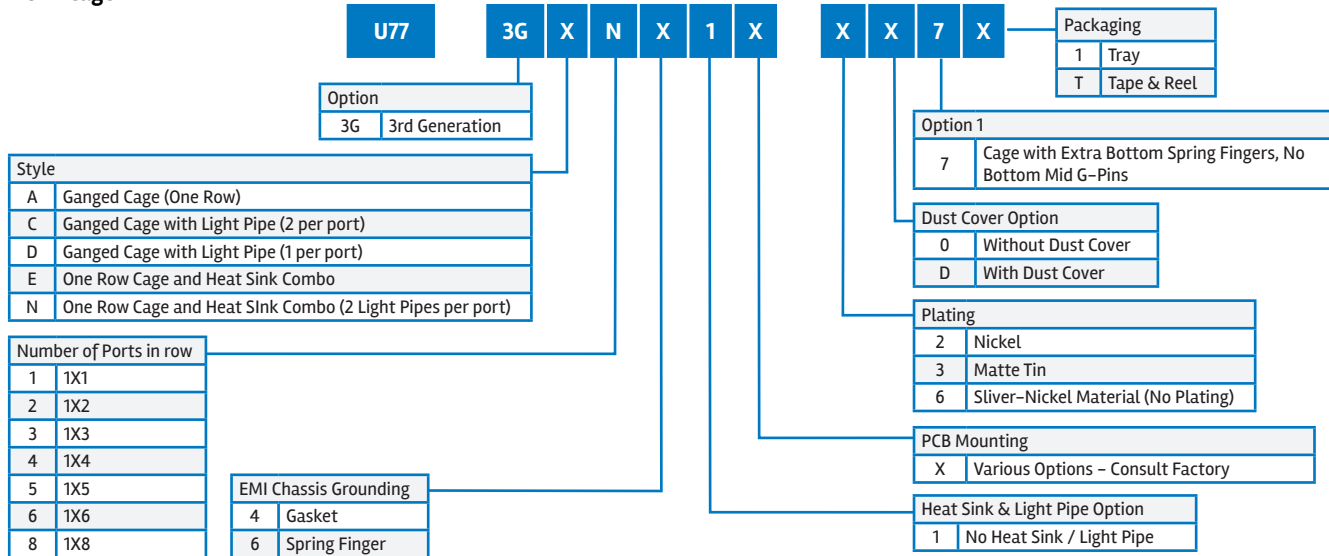 U77 3G X N X 1 X X X 7 X
Packaging
1 Tray
T Tape & Reel
Option
3G 3rd Generation
Option 1
7 Cage with Extra Bottom Spring Fingers, No
Bottom Mid G-Pins
Style
A Ganged Cage (One Row)
C Ganged Cage with Light Pipe (2 per port)
D Ganged Cage with Light Pipe (1 per port)
E One Row Cage and Heat Sink Combo
N One Row Cage and Heat SInk Combo (2 Light Pipes per port)
Dust Cover Option
0 Without Dust Cover
D With Dust Cover
Plating
2 Nickel
3 Matte Tin
6 Sliver-Nickel Material (No Plating)
Number of Ports in row
1 1X1
2 1X2
3 1X3
4 1X4
5 1X5
6 1X6
8 1X8
EMI Chassis Grounding
4 Gasket
6 Spring Finger
PCB Mounting
X Various Options - Consult Factory
Heat Sink & Light Pipe Option
1 No Heat Sink / Light Pipe